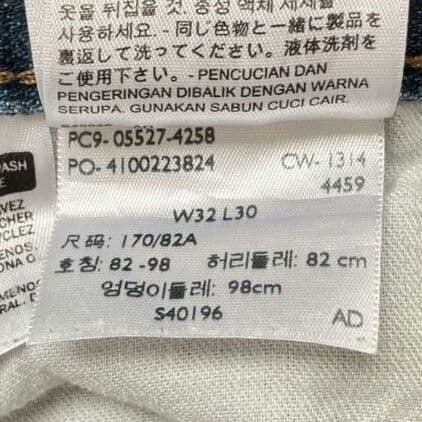 옷을 뒤집을 것. 중성 액체 세제를
사용하세요. - 同じ色物と一緒に製品を
裏返して洗ってください。液体洗剤を
ご使用下さい。- PENCUCIAN DAN
PENGERINGAN DIBALIK DENGAN WARNA
SERUPA. GUNAKAN SABUN CUCI CAIR.
PC9- 05527-4258
PO- 4100223824 CW- 1314
4459
W32 L30
尺码: 170/82A
호칭: 82 -98 허리둘레: 82 cm
엉덩이둘레: 98cm
S40196 AD